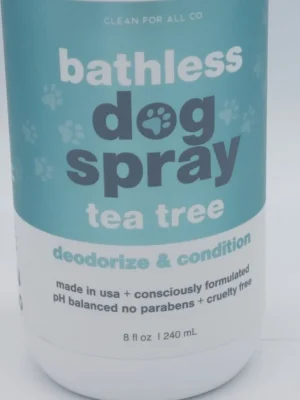 CLEAN FOR ALL CO
bathless
dog
spray
tea tree
deodorize & condition
made in usa + consciously formulated
pH balanced no parabens + cruelty free
8 fl oz | 240 mL